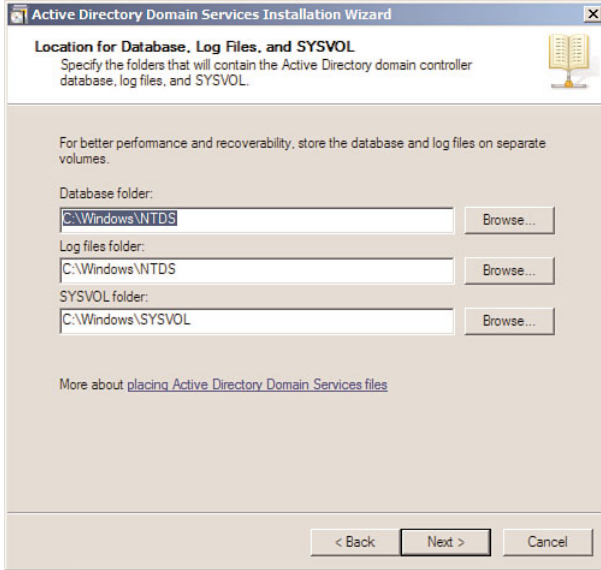 Active Directory Domain Services Installation Wizard
Location for Database, Log Files, and SYSVOL
Specify the folders that will contain the Active Directory domain controller
database, log files, and SYSVOL.
For better performance and recoverability, store the database and log files on separate
volumes.
Database folder:
C:\Windows\NTDS
Browse...
Log files folder:
C:\Windows\NTDS
Browse...
SYSVOL folder:
C:\Windows\SYSVOL
Browse...
More about placing Active Directory Domain Services files
< Back
Next >
Cancel